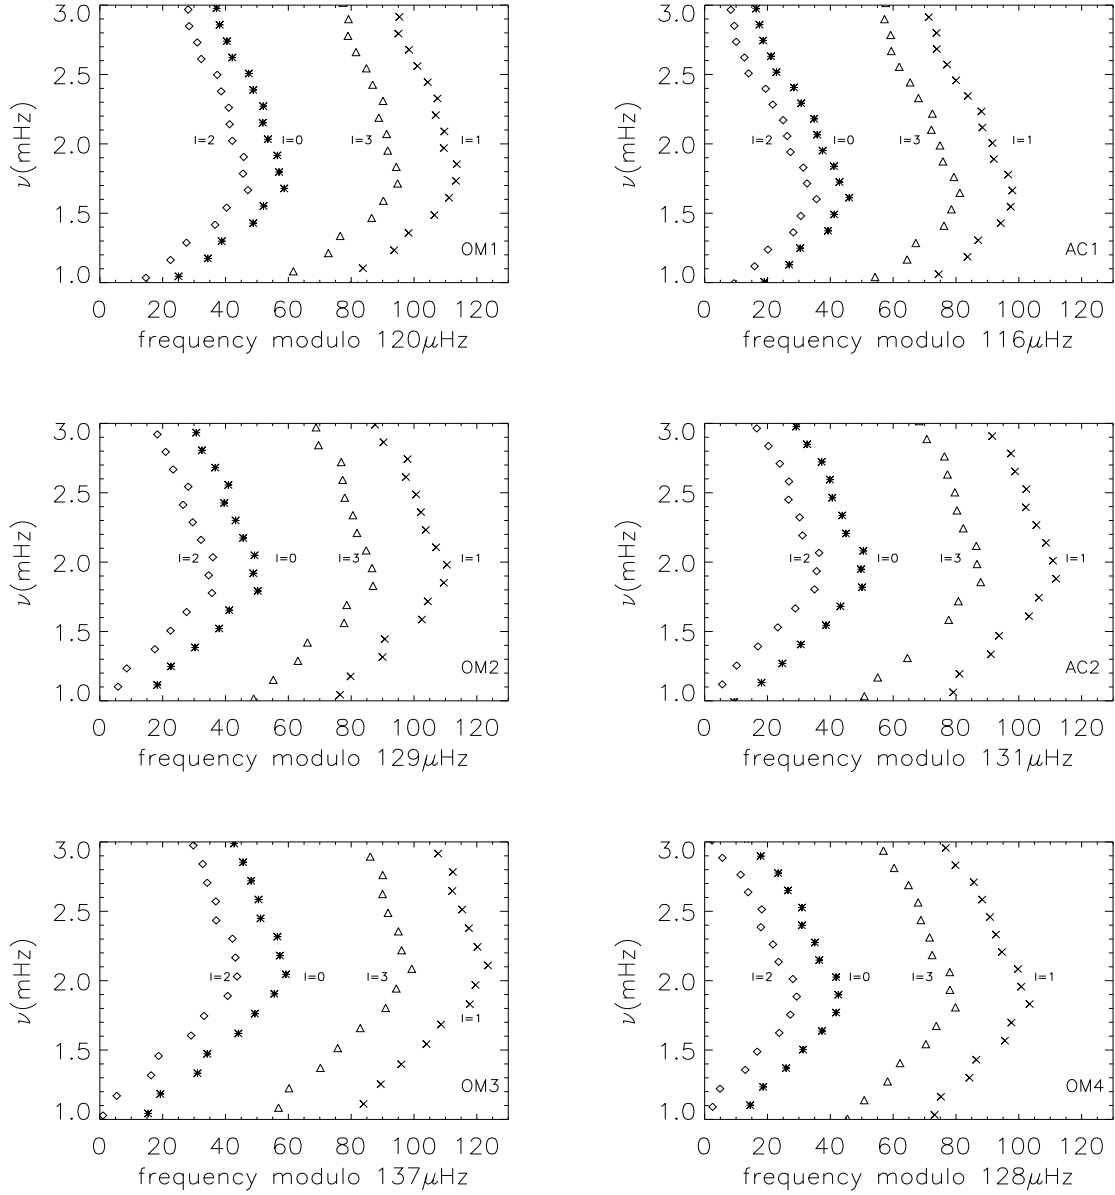 3.0
2.5
2.0
1.5
1.0
ν(mHz)
l=2
l=0
l=3
l=1
OM1
0 20 40 60 80 100 120
frequency modulo 120μHz
3.0
2.5
2.0
1.5
1.0
ν(mHz)
l=2
l=0
l=3
l=1
AC1
0 20 40 60 80 100 120
frequency modulo 116μHz
3.0
2.5
2.0
1.5
1.0
ν(mHz)
l=2
l=0
l=3
l=1
OM2
0 20 40 60 80 100 120
frequency modulo 129μHz
3.0
2.5
2.0
1.5
1.0
ν(mHz)
l=2
l=0
l=3
l=1
AC2
0 20 40 60 80 100 120
frequency modulo 131μHz
3.0
2.5
2.0
1.5
1.0
ν(mHz)
l=2
l=0
l=3
l=1
OM3
0 20 40 60 80 100 120
frequency modulo 137μHz
3.0
2.5
2.0
1.5
1.0
ν(mHz)
l=2
l=0
l=3
l=1
OM4
0 20 40 60 80 100 120
frequency modulo 128μHz